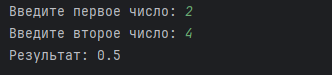 Введите первое число: 2
Введите второе число: 4
Результат: 0.5